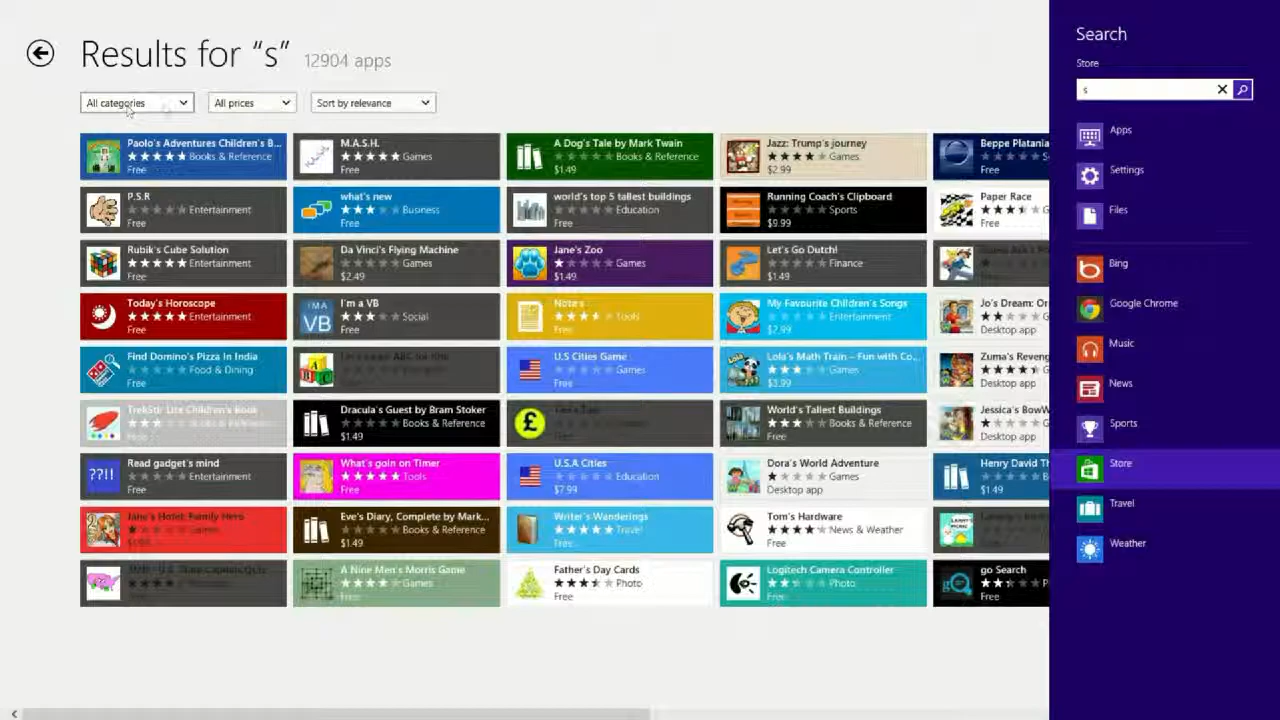 Results for “s” 12904 apps
All categories
All prices
Sort by relevance
Paolo's Adventures Children's B...
Books & Reference
Free
P.S.R
Entertainment
Free
Rubik's Cube Solution
Entertainment
Free
Today's Horoscope
Entertainment
Free
Find Domino's Pizza In India
Food & Dining
Free
Free
Read gadget's mind
Entertainment
Free
??!!
Jane's Hotel: Family Hero
Games
M.A.S.H.
Games
Free
what's new
Business
Free
Da Vinci's Flying Machine
Games
$2.49
I'm a VB
Social
Free
I'MA
VB
Dracula's Guest by Bram Stoker
Books & Reference
$1.49
What's goin on Timer
Tools
Free
Eve's Diary, Complete by Mark...
Books & Reference
$1.49
A Nine Men's Morris Game
Games
Free
A Dog's Tale by Mark Twain
Books & Reference
$1.49
world's top 5 tallest buildings
Education
Free
Jane's Zoo
Games
$1.49
Note's
Tools
Free
U.S Cities Game
Games
Free
£
U.S.A Cities
Education
$7.99
Writer's Wanderings
Travel
Free
Father's Day Cards
Photo
Free
Jazz: Trump's journey
Games
$2.99
Running Coach's Clipboard
Sports
$9.99
Let's Go Dutch!
Finance
$1.49
My Favourite Children's Songs
Entertainment
$2.99
Lola's Math Train – Fun with Co...
Games
$3.99
World's Tallest Buildings
Books & Reference
Free
Dora's World Adventure
Games
Desktop app
Tom's Hardware
News & Weather
Free
Logitech Camera Controller
Photo
Free
Beppe Platania
Free
Paper Race
G
Free
Jo's Dream: Or
Desktop app
Zuma's Reveng
G
Desktop app
Jessica's BowW
G
Desktop app
Henry David Th
$1.49
go Search
P
Free
Search
Store
s
Apps
Settings
Files
Bing
Google Chrome
Music
News
Sports
Store
Travel
Weather